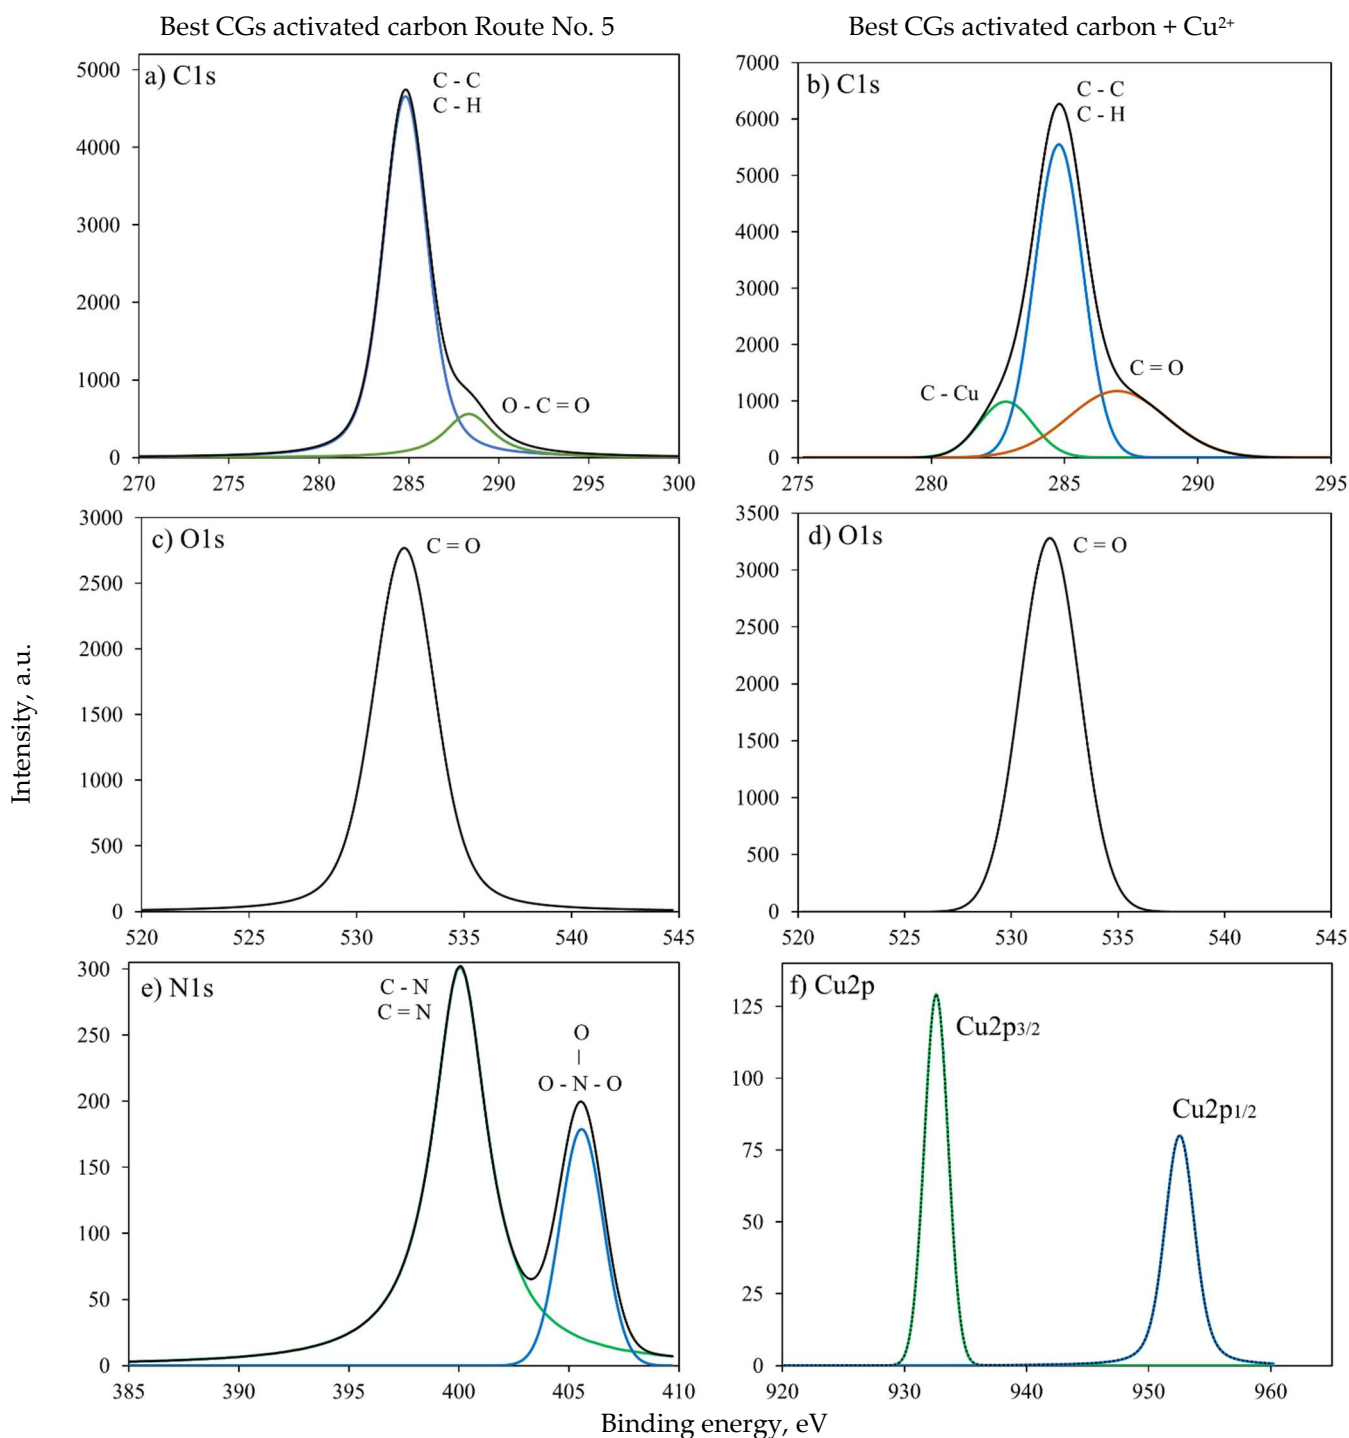 Best CGs activated carbon Route No. 5
Best CGs activated carbon + Cu²⁺
a) C1s
C - C
C - H
O - C = O
5000
4000
3000
2000
1000
0
270 275 280 285 290 295 300
b) C1s
C - C
C - H
C - Cu
C = O
7000
6000
5000
4000
3000
2000
1000
0
275 280 285 290 295
c) O1s
C = O
3000
2500
2000
1500
1000
500
0
520 525 530 535 540 545
d) O1s
C = O
3500
3000
2500
2000
1500
1000
500
0
520 525 530 535 540 545
e) N1s
C - N
C = N
O
|
O - N - O
300
250
200
150
100
50
0
385 390 395 400 405 410
f) Cu2p
Cu2p3/2
Cu2p1/2
125
100
75
50
25
0
920 930 940 950 960
Intensity, a.u.
Binding energy, eV